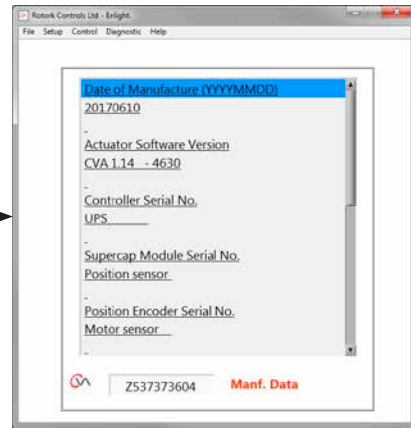 Rotork Controls Ltd - Enlight.
File Setup Control Diagnostic Help
Date of Manufacture (YYYYMMDD)
20170610
-
Actuator Software Version
CVA 1.14 - 4630
-
Controller Serial No.
UPS
-
Supercap Module Serial No.
Position sensor
-
Position Encoder Serial No.
Motor sensor
-
Z537373604 Manf. Data